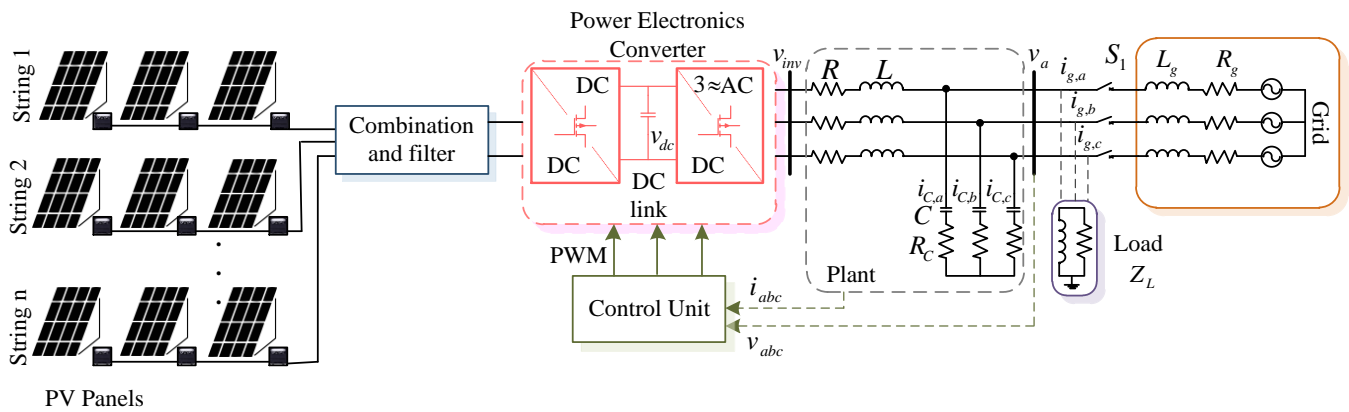 String 1
String 2
String n
PV Panels
Combination
and filter
Power Electronics
Converter
DC
DC
v_dc
3≈AC
DC
DC
link
PWM
Control Unit
i_abc
v_abc
v_inv
R
L
Plant
i_C,a
i_C,b
i_C,c
C
R_C
v_a
i_g,a
i_g,b
i_g,c
S_1
L_g
R_g
Grid
Load
Z_L